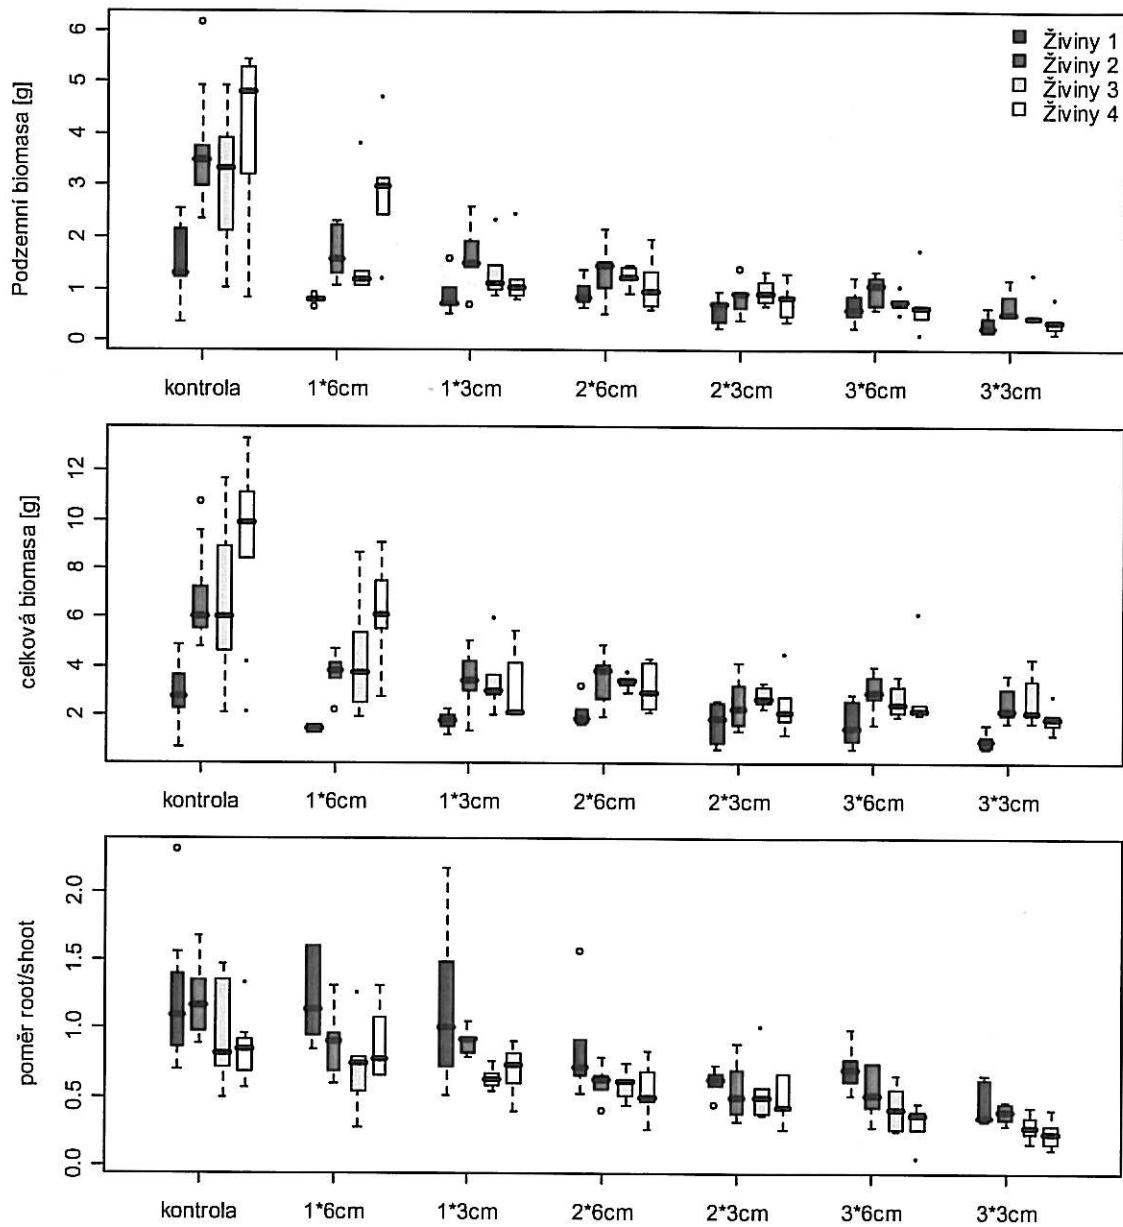 Podzemní biomasa [g]
6
5
4
3
2
1
0
Živiny 1
Živiny 2
Živiny 3
Živiny 4
kontrola 1*6cm 1*3cm 2*6cm 2*3cm 3*6cm 3*3cm
celková biomasa [g]
12
10
8
6
4
2
kontrola 1*6cm 1*3cm 2*6cm 2*3cm 3*6cm 3*3cm
poměr root/shoot
2.0
1.5
1.0
0.5
0.0
kontrola 1*6cm 1*3cm 2*6cm 2*3cm 3*6cm 3*3cm